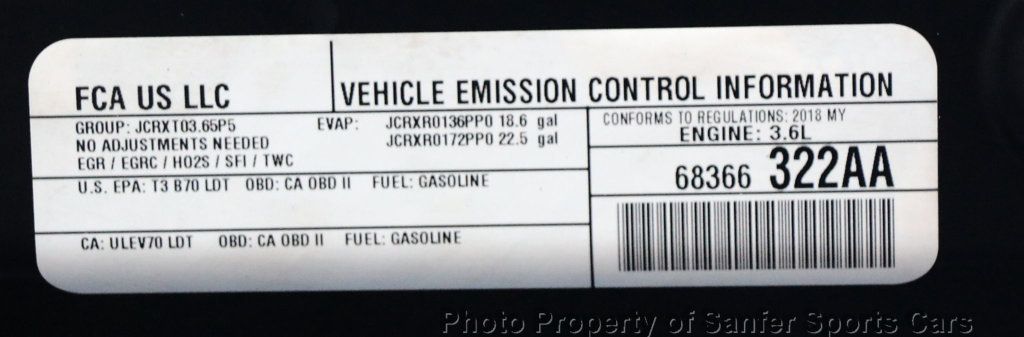 FCA US LLC
VEHICLE EMISSION CONTROL INFORMATION
GROUP: JCRXT03.65P5
NO ADJUSTMENTS NEEDED
EGR / EGRC / HO2S / SFI / TWC
EVAP: JCRXR0136PP0 18.6 gal
JCRXR0172PP0 22.5 gal
CONFORMS TO REGULATIONS: 2018 MY
ENGINE: 3.6L
68366 322AA
U.S. EPA: T3 B70 LDT OBD: CA OBD II FUEL: GASOLINE
CA: ULEV70 LDT OBD: CA OBD II FUEL: GASOLINE
Photo Property of Sanfer Sports Cars